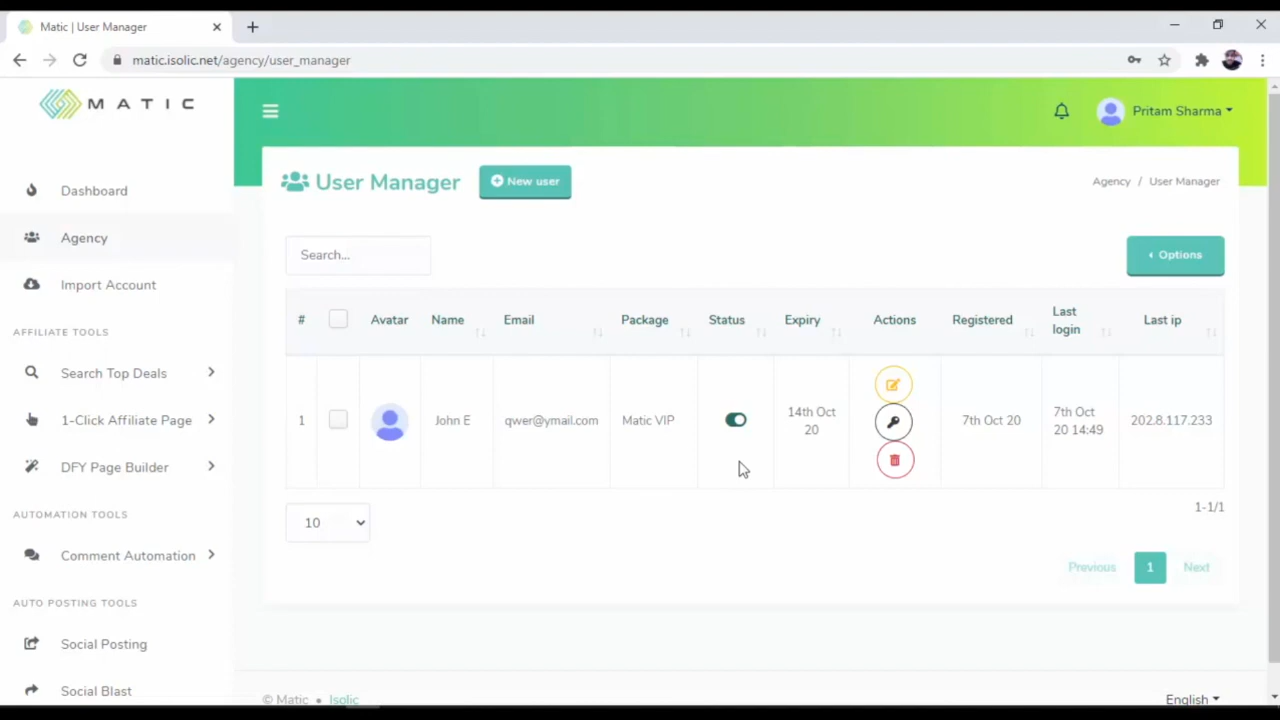 Matic | User Manager
matic.isolic.net/agency/user_manager
MATIC
Pritam Sharma
User Manager
New user
Agency / User Manager
Dashboard
Agency
Import Account
AFFILIATE TOOLS
Search Top Deals
1-Click Affiliate Page
DFY Page Builder
AUTOMATION TOOLS
Comment Automation
AUTO POSTING TOOLS
Social Posting
Social Blast
Search...
Options
# Avatar Name Email Package Status Expiry Actions Registered Last login Last ip
1 John E qwer@ymail.com Matic VIP 14th Oct 20 7th Oct 20 7th Oct 20 14:49 202.8.117.233
10
1-1/1
Previous 1 Next
© Matic • Isolic
English